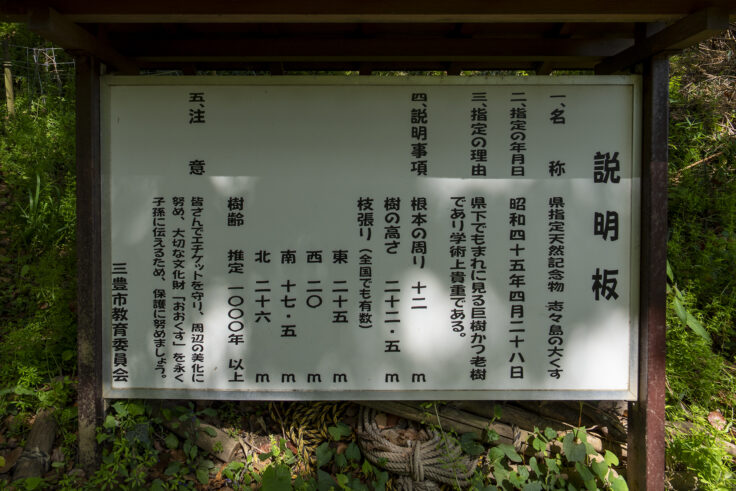 説明板
一、名称 県指定天然記念物 志々島の大くす
二、指定の年月日 昭和四十五年四月二十八日
三、指定の理由 県下でもまれに見る巨樹かつ老樹
であり学術上貴重である。
四、説明事項 根本の周り 十二 m
樹の高さ 二十二・五 m
枝張り（全国でも有数）
東 二十五 m
西 二〇 m
南 十七・五 m
北 二十六 m
樹齢 推定 一〇〇〇年 以上
五、注意 皆さんでエチケットを守り、周辺の美化に
努め、大切な文化財「おおくす」を永く
子孫に伝えるため、保護に努めましょう。
三豊市教育委員会